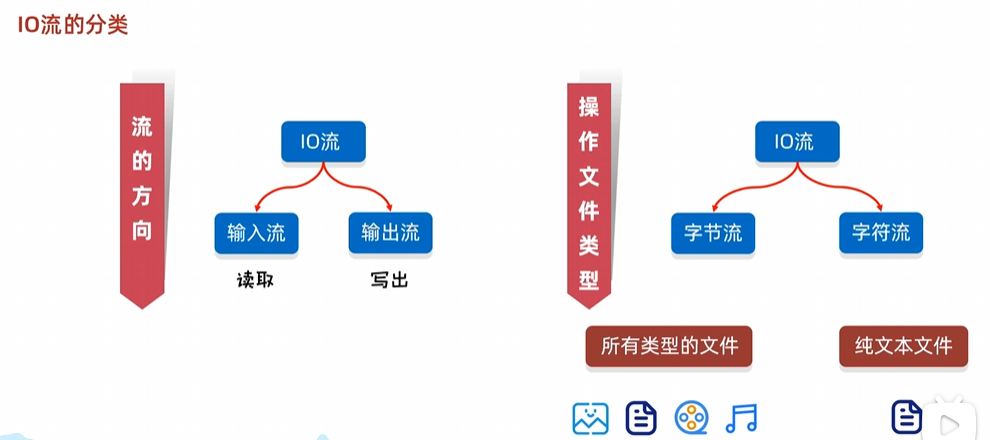 IO流的分类
流的方向
IO流
输入流
输出流
读取
写出
操作文件类型
IO流
字节流
字符流
所有类型的文件
纯文本文件